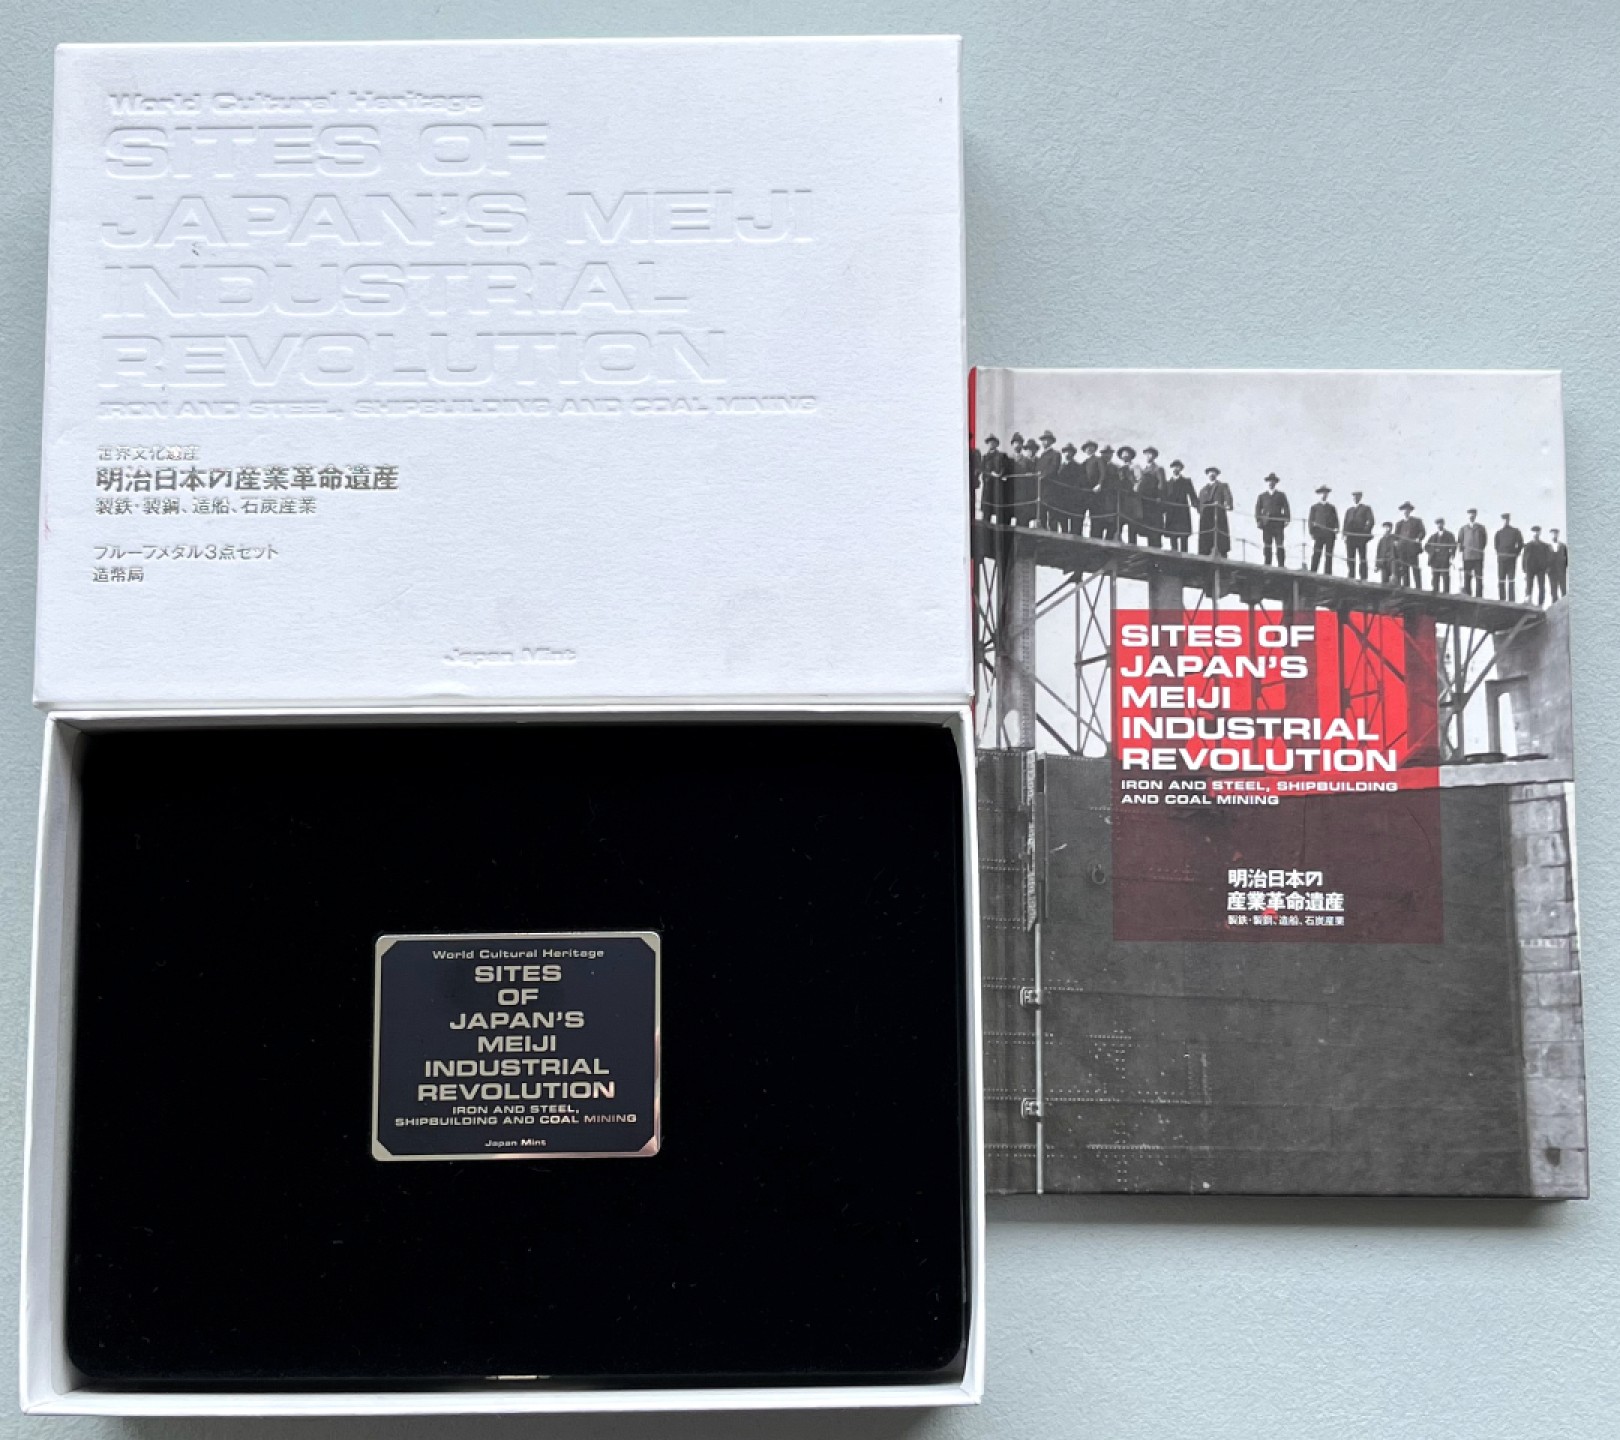 World Cultural Heritage
SITES OF
JAPAN'S MEIJI
INDUSTRIAL
REVOLUTION
IRON AND STEEL, SHIPBUILDING AND COAL MINING
世界文化遺産
明治日本の産業革命遺産
製鉄・製鋼、造船、石炭産業
プルーフメダル3点セット
造幣局
Japan Mint
World Cultural Heritage
SITES
OF
JAPAN'S
MEIJI
INDUSTRIAL
REVOLUTION
IRON AND STEEL,
SHIPBUILDING AND COAL MINING
Japan Mint
SITES OF
JAPAN'S
MEIJI
INDUSTRIAL
REVOLUTION
IRON AND STEEL, SHIPBUILDING
AND COAL MINING
明治日本の
産業革命遺産
製鉄・製鋼、造船、石炭産業